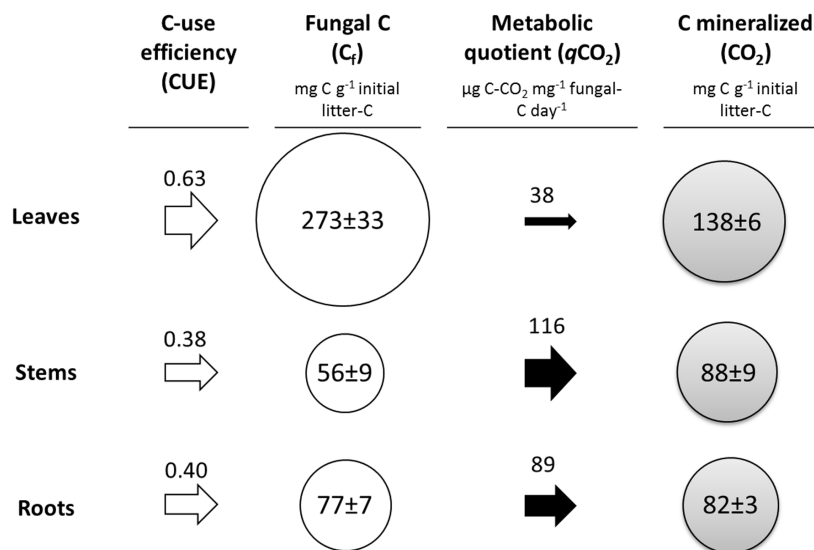 C-use efficiency (CUE)
Fungal C (C_f)
Metabolic quotient (qCO₂)
C mineralized (CO₂)
mg C g⁻¹ initial litter-C
µg C-CO₂ mg⁻¹ fungal-C day⁻¹
mg C g⁻¹ initial litter-C
Leaves
0.63
273±33
38
138±6
Stems
0.38
56±9
116
88±9
Roots
0.40
77±7
89
82±3